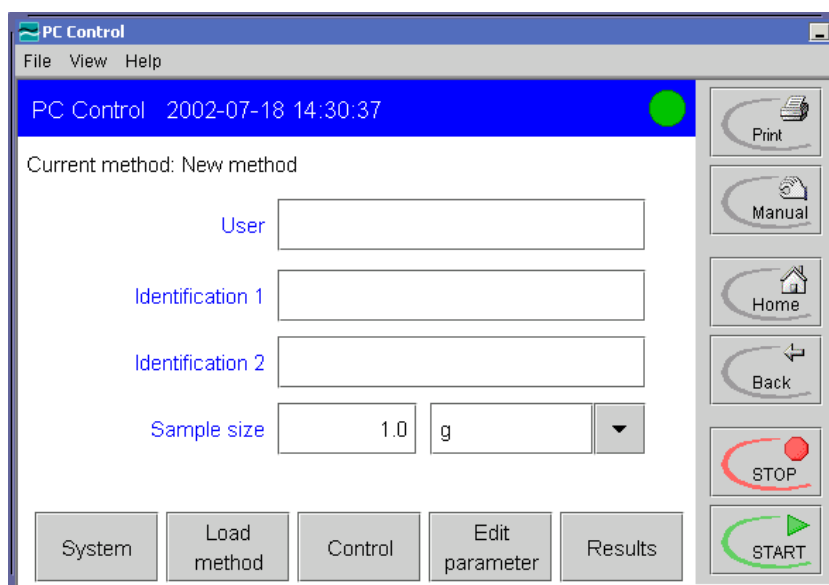 PC Control
File View Help
PC Control 2002-07-18 14:30:37
Current method: New method
User
Identification 1
Identification 2
Sample size 1.0 g
System
Load
method
Control
Edit
parameter
Results
Print
Manual
Home
Back
STOP
START